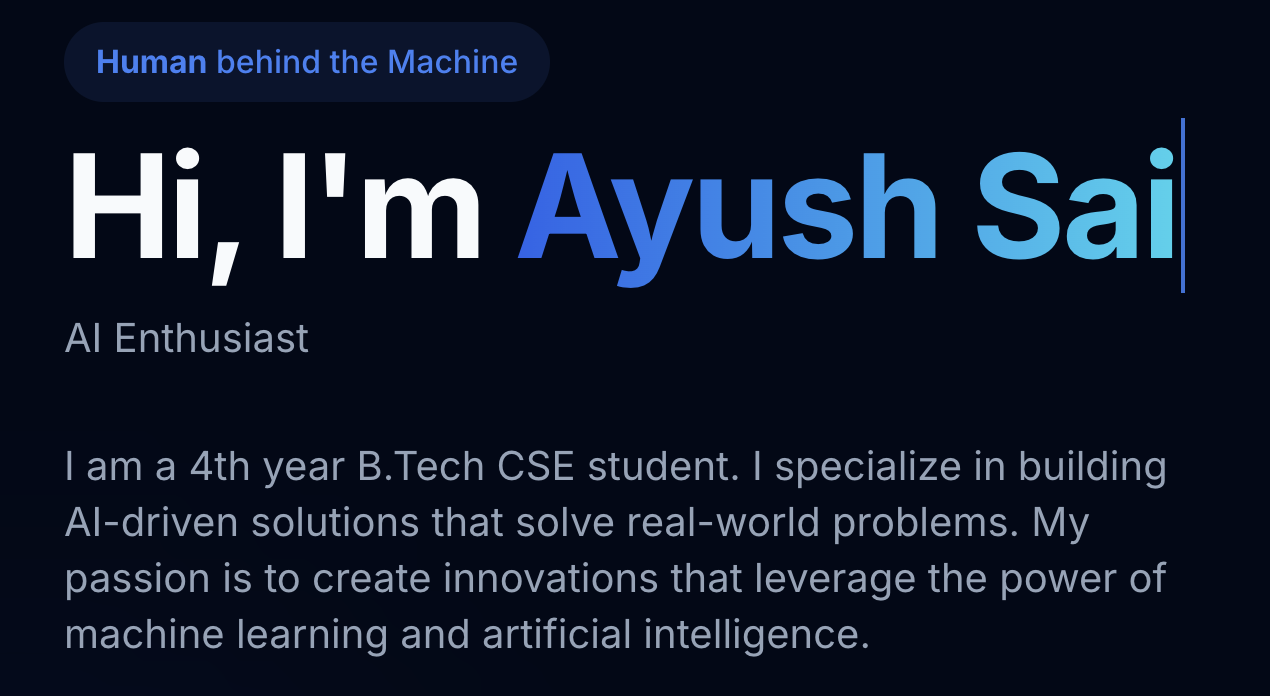 Human behind the Machine
Hi, I'm Ayush Sai
AI Enthusiast
I am a 4th year B.Tech CSE student. I specialize in building
AI-driven solutions that solve real-world problems. My
passion is to create innovations that leverage the power of
machine learning and artificial intelligence.